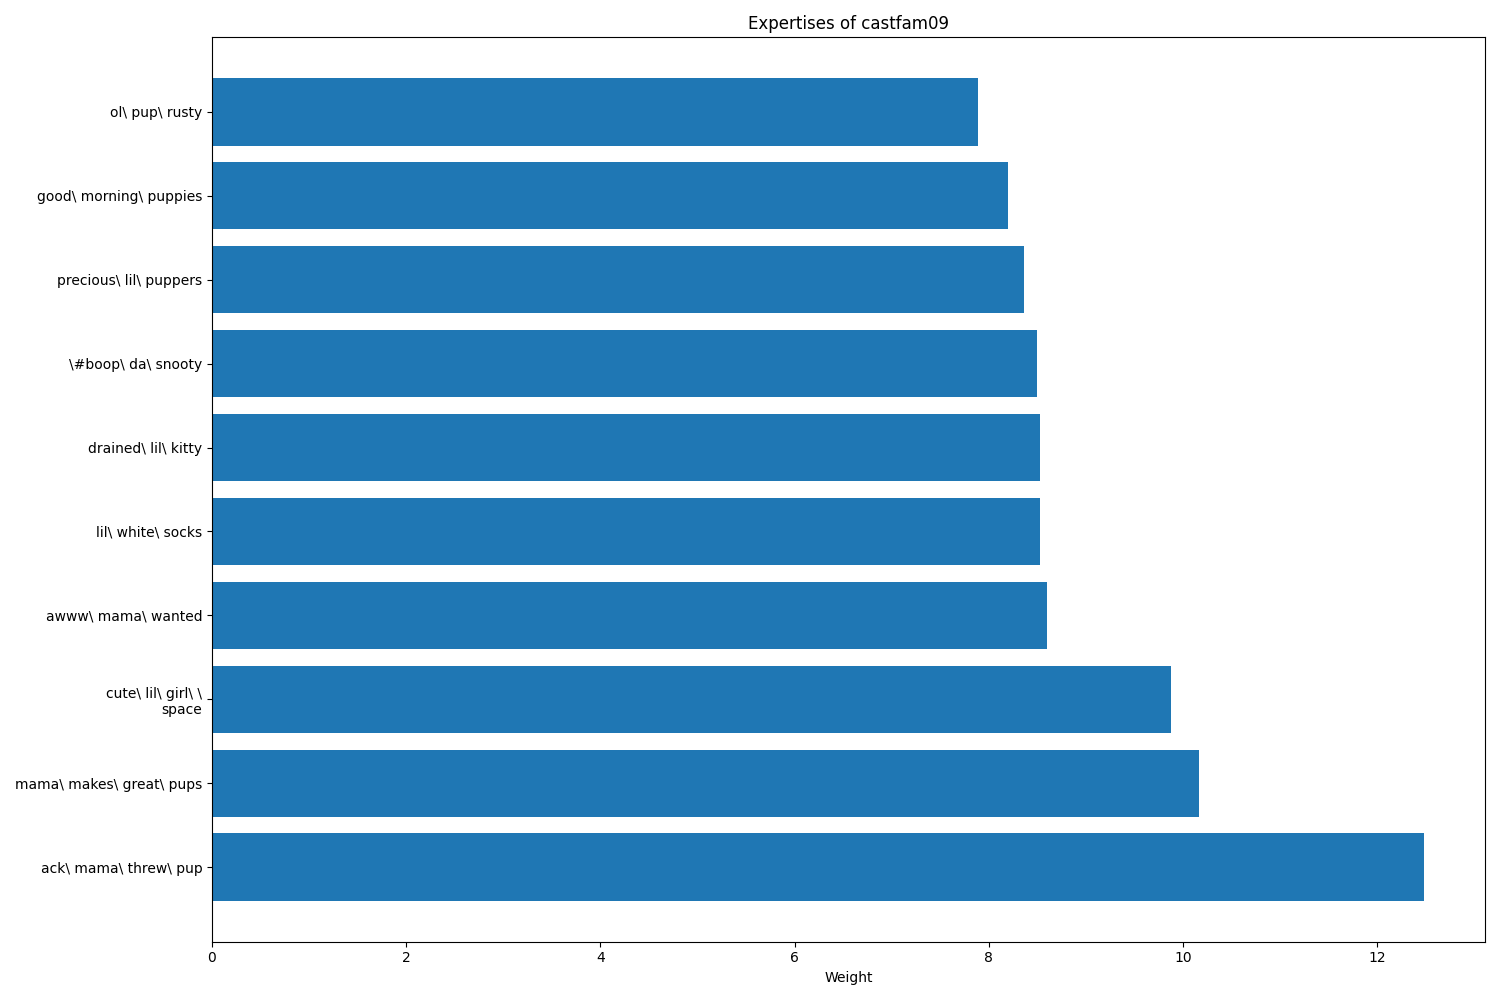 Expertises of castfam09
ol\ pup\ rusty
good\ morning\ puppies
precious\ lil\ puppers
\#boop\ da\ snooty
drained\ lil\ kitty
lil\ white\ socks
awww\ mama\ wanted
cute\ lil\ girl\ \
space
mama\ makes\ great\ pups
ack\ mama\ threw\ pup
0 2 4 6 8 10 12
Weight